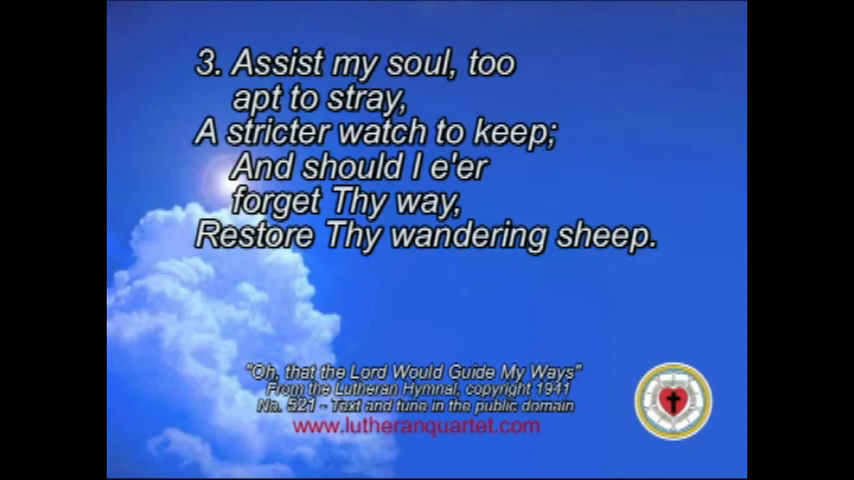 3. Assist my soul, too
apt to stray,
A stricter watch to keep;
And should I e'er
forget Thy way,
Restore Thy wandering sheep.
"Oh, that the Lord Would Guide My Ways"
From the Lutheran Hymnal, copyright 1941
No. 521 - Text and tune in the public domain
www.lutheranquartet.com